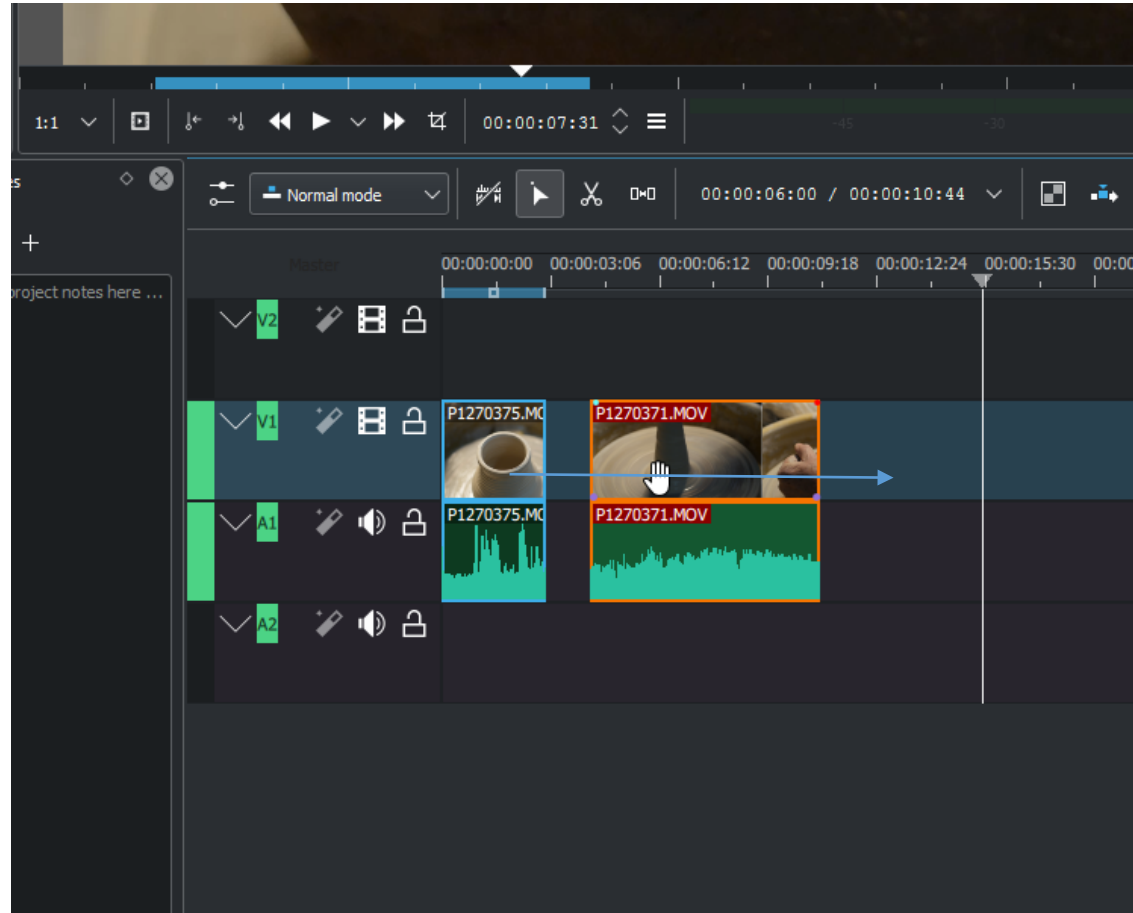 -45
-30
1:1
00:00:07:31
es
Normal mode
00:00:06:00 / 00:00:10:44
Master
00:00:00:00 00:00:03:06 00:00:06:12 00:00:09:18 00:00:12:24 00:00:15:30 00:00
project notes here ...
V2
V1
P1270375.MO
P1270371.MOV
A1
P1270375.MO
P1270371.MOV
A2